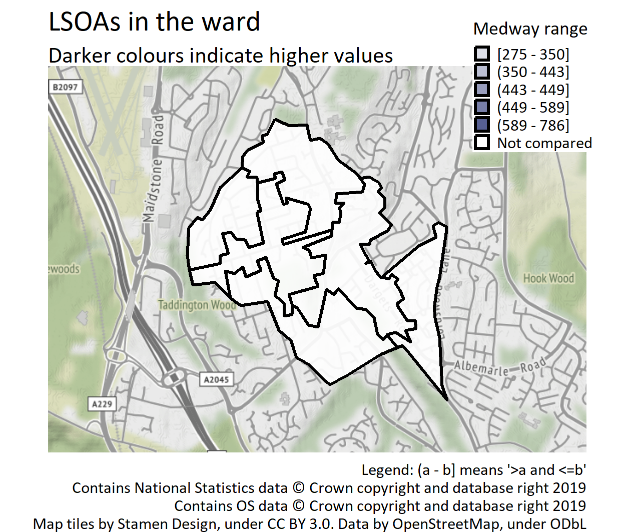 LSOAs in the ward
Darker colours indicate higher values
Medway range
[275 - 350]
(350 - 443]
(443 - 449]
(449 - 589]
(589 - 786]
Not compared
B2097
Maidstone Road
ewoods
Taddington Wood
Lane
Hook Wood
Albemarle Road
A2045
A229
Legend: (a - b] means '>a and <=b'
Contains National Statistics data © Crown copyright and database right 2019
Contains OS data © Crown copyright and database right 2019
Map tiles by Stamen Design, under CC BY 3.0. Data by OpenStreetMap, under ODbL